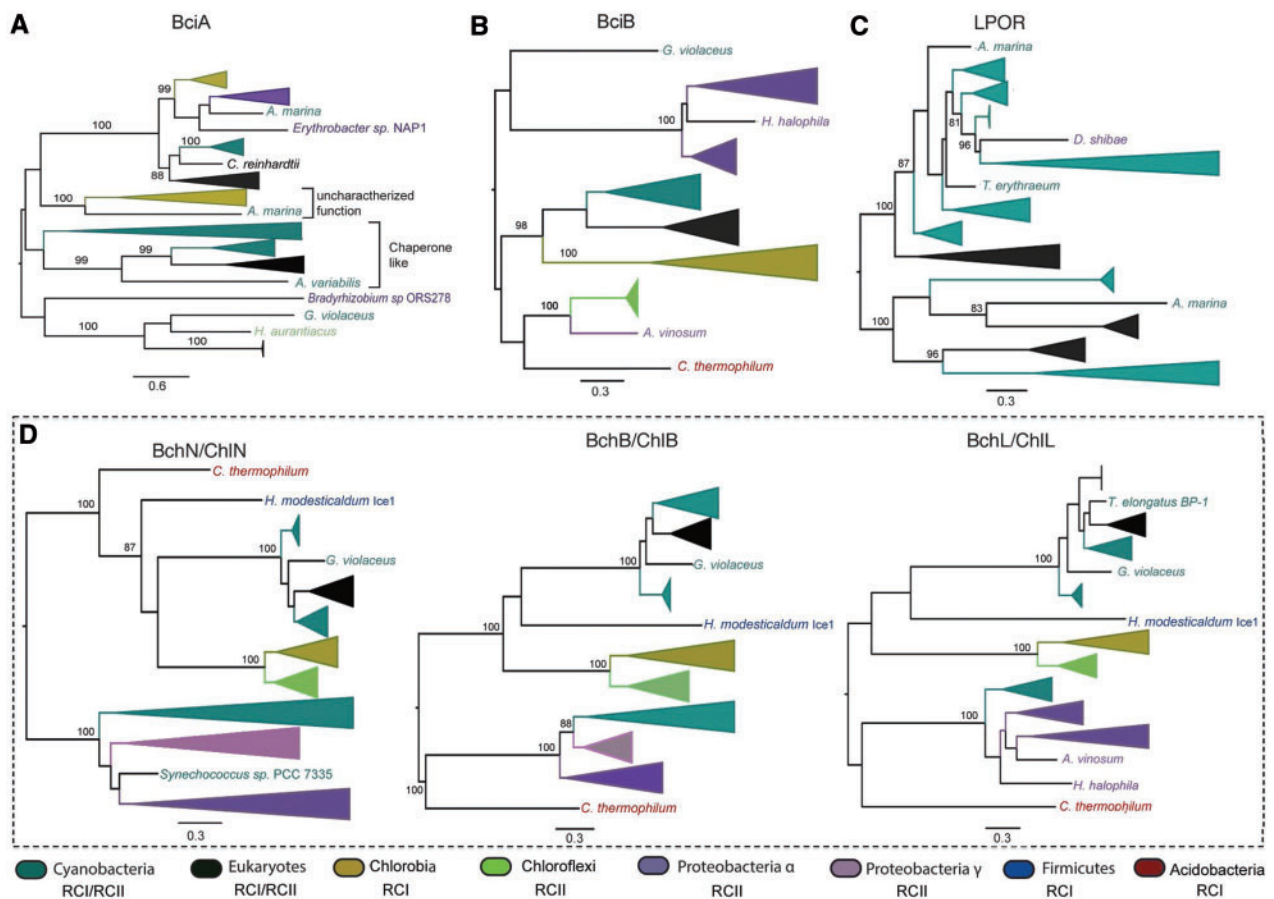 A
BciA
99
A. marina
100
Erythrobacter sp. NAP1
100
C. reinhardtii
88
100
uncharactherized
function
A. marina
99
99
Chaperone
like
A. variabilis
Bradyrhizobium sp ORS278
G. violaceus
100
H. aurantiacus
100
0.6
B
BciB
G. violaceus
100
H. halophila
98
100
100
A. vinosum
C. thermophilum
0.3
C
LPOR
A. marina
81
96
D. shibae
87
T. erythraeum
100
A. marina
83
100
96
0.3
D
BchN/ChlN
C. thermophilum
100
H. modesticaldum Ice1
87
100
G. violaceus
100
100
Synechococcus sp. PCC 7335
0.3
BchB/ChlB
100
G. violaceus
H. modesticaldum Ice1
100
100
88
100
100
C. thermophilum
0.3
BchL/ChlL
T. elongatus BP-1
100
G. violaceus
H. modesticaldum Ice1
100
100
A. vinosum
H. halophila
C. thermophilum
0.3
Cyanobacteria
RCI/RCII
Eukaryotes
RCI/RCII
Chlorobia
RCI
Chloroflexi
RCII
Proteobacteria α
RCII
Proteobacteria γ
RCII
Firmicutes
RCI
Acidobacteria
RCI